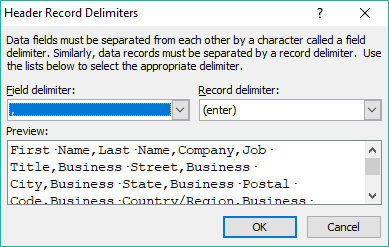 Header Record Delimiters
Data fields must be separated from each other by a character called a field
delimiter. Similarly, data records must be separated by a record delimiter.  Use
the lists below to select the appropriate delimiter.
Field delimiter:
Record delimiter:
,
(enter)
Preview:
First·Name,Last·Name,Company,Job·
Title,Business·Street,Business·
City,Business·State,Business·Postal·
Code,Business·Country/Region,Business·
OK
Cancel